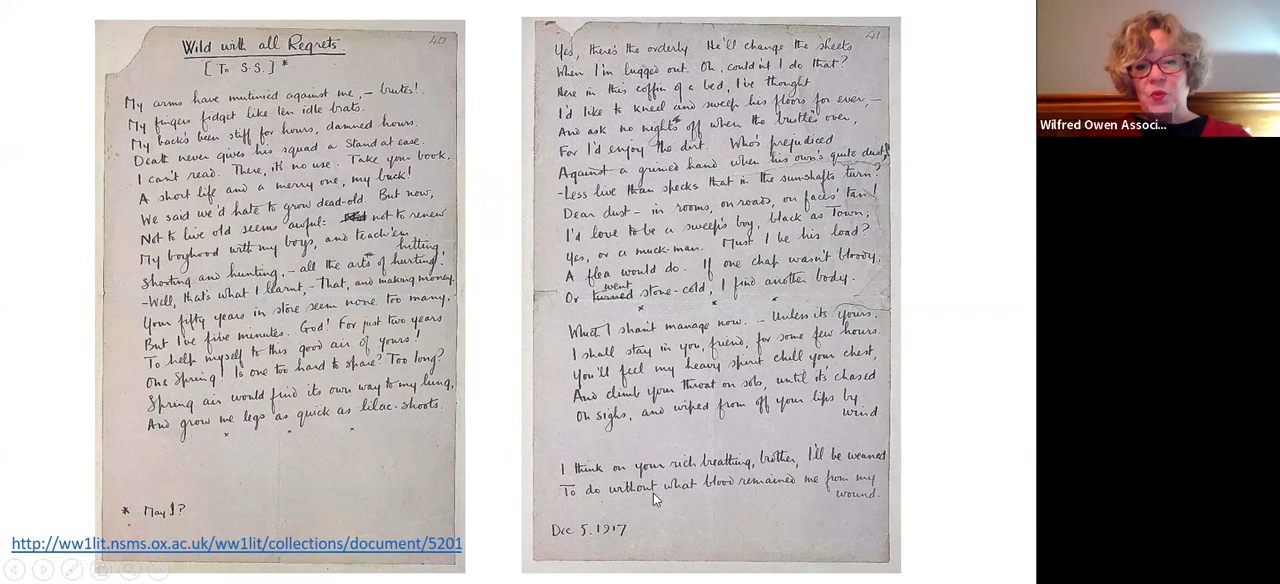 Wild with all Regrets.
40
[To S.S.]*
My arms have mutinied against me, — brutes!
My fingers fidget like ten idle brats.
My back's been stiff for hours, damned hours.
Death never gives his squad a Stand-at-ease.
I can't read. There, it's no use. Take your book.
A short life and a merry one, my buck!
We said we'd hate to grow dead-old. But now,
Not to live old seems awful: not to renew
My boyhood with my boys, and teach 'em hitting,
Shooting and hunting, — all the arts of hurting!
— Well, that's what I learnt, — That, and making money.
Your fifty years in store seem none too many,
But I've five minutes. God! For just two years
To help myself to this good air of yours!
One Spring! Is one too hard to spare? Too long?
Spring air would find its own way to my lung,
And grow me legs as quick as lilac-shoots.
* * *
* May I?
41
Yes, there's the orderly. He'll change the sheets
When I'm lugged out. Oh, couldn't I do that?
Here in this coffin of a bed, I've thought
I'd like to kneel and sweep his floors for ever, —
And ask no nights off when the bustle's over,
For I'd enjoy the dirt. Who's prejudiced
Against a grimed hand when his own's quite dust,
— Less live than specks that in the sun-shafts turn?
Dear dust — in rooms, on roads, on faces' tan!
I'd love to be a sweep's boy, black as Town;
Yes, or a muck-man. Must I be his load?
A flea would do. If one chap wasn't bloody,
Or went stone-cold, I find another body.
* * *
Which I shan't manage now. — Unless it's yours.
I shall stay in you, friend, for some few hours.
You'll feel my heavy spirit chill your chest,
And climb your throat on sobs, until it's chased
On sighs, and wiped from off your lips by wind.
I think on your rich breathing, brother, I'll be weaned
To do without what blood remained me from my wound.
Dec. 5. 1917
http://ww1lit.nsms.ox.ac.uk/ww1lit/collections/document/5201
Wilfred Owen Associ...